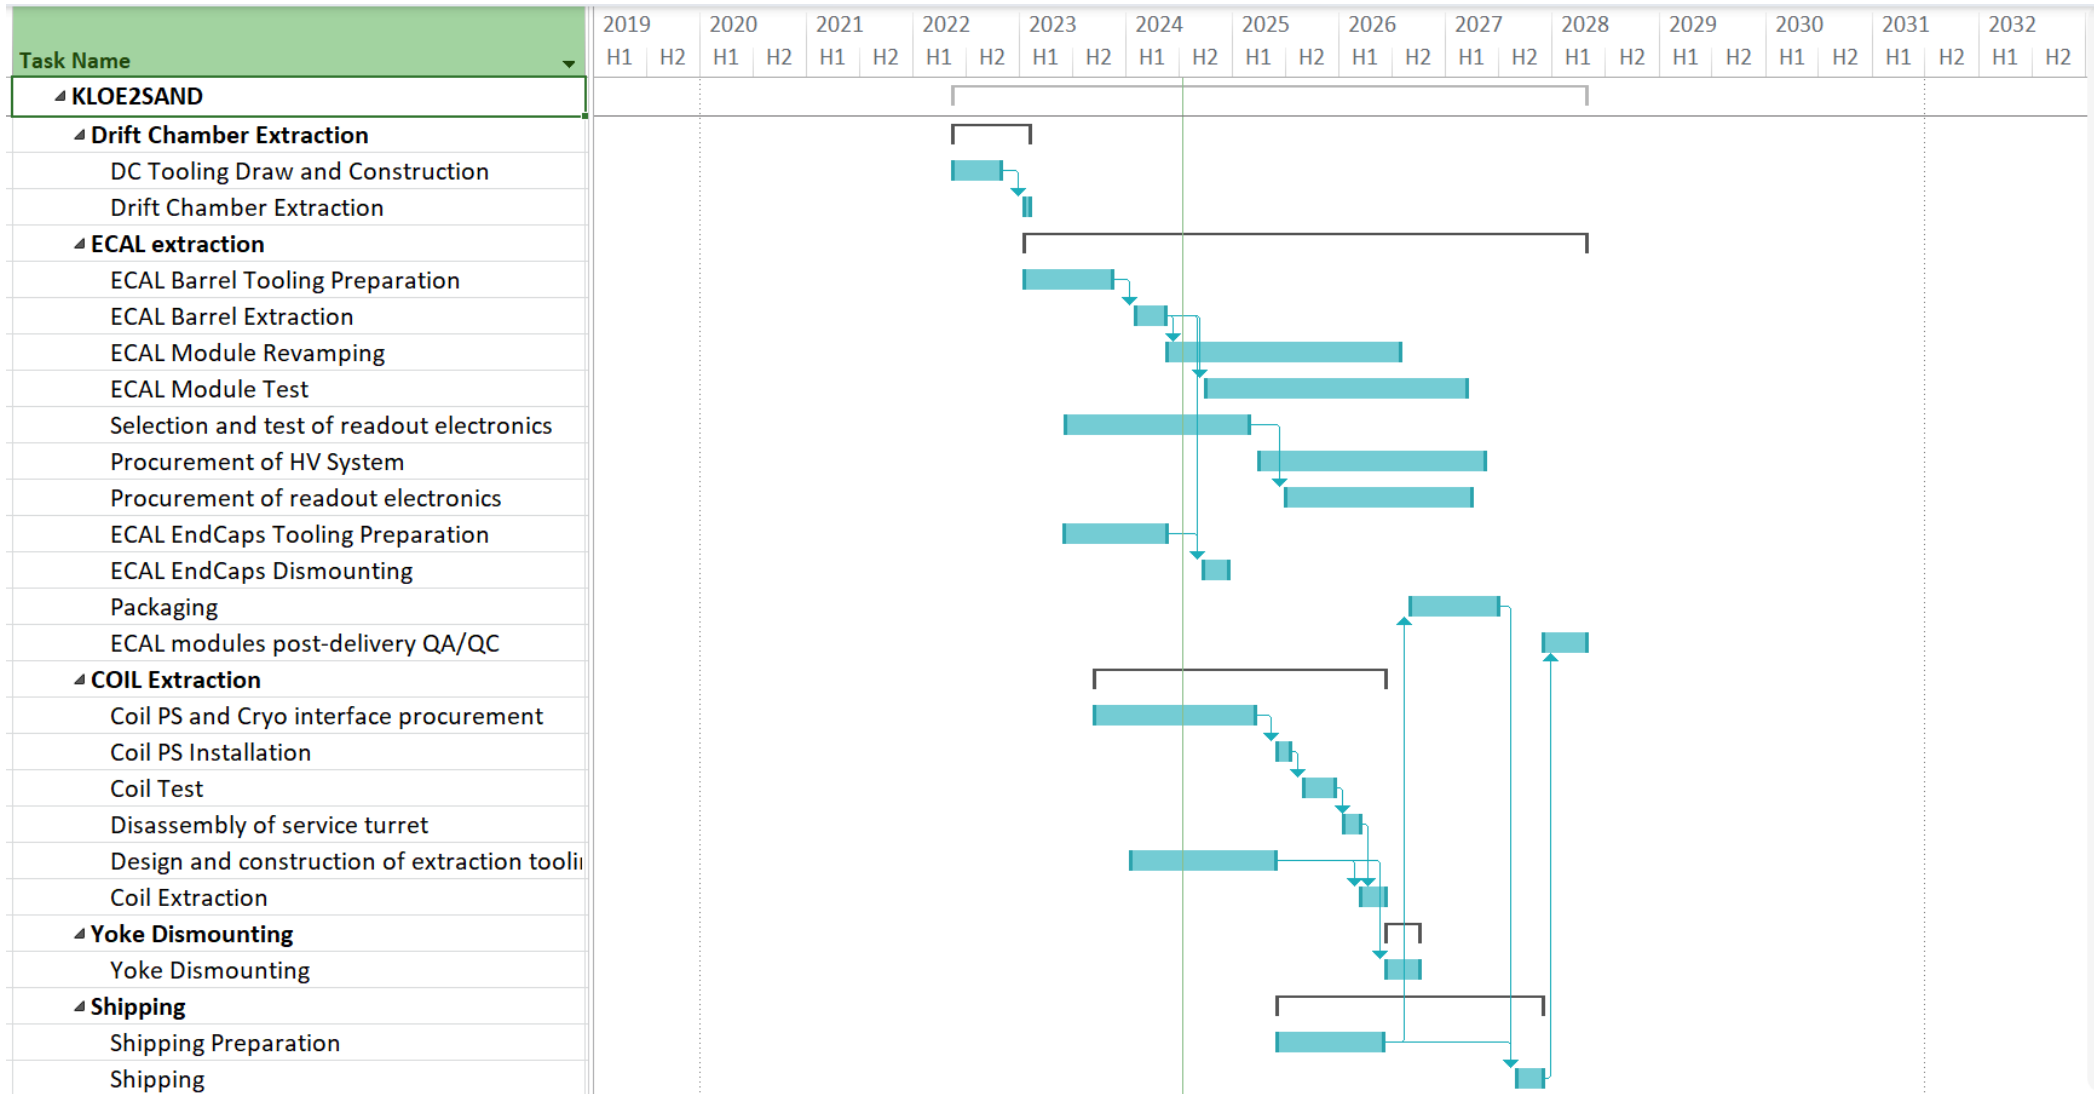 2019 2020 2021 2022 2023 2024 2025 2026 2027 2028 2029 2030 2031 2032
Task Name H1 H2 H1 H2 H1 H2 H1 H2 H1 H2 H1 H2 H1 H2 H1 H2 H1 H2 H1 H2 H1 H2 H1 H2 H1 H2 H1 H2
KLOE2SAND
Drift Chamber Extraction
DC Tooling Draw and Construction
Drift Chamber Extraction
ECAL extraction
ECAL Barrel Tooling Preparation
ECAL Barrel Extraction
ECAL Module Revamping
ECAL Module Test
Selection and test of readout electronics
Procurement of HV System
Procurement of readout electronics
ECAL EndCaps Tooling Preparation
ECAL EndCaps Dismounting
Packaging
ECAL modules post-delivery QA/QC
COIL Extraction
Coil PS and Cryo interface procurement
Coil PS Installation
Coil Test
Disassembly of service turret
Design and construction of extraction
Coil Extraction
Yoke Dismounting
Yoke Dismounting
Shipping
Shipping Preparation
Shipping